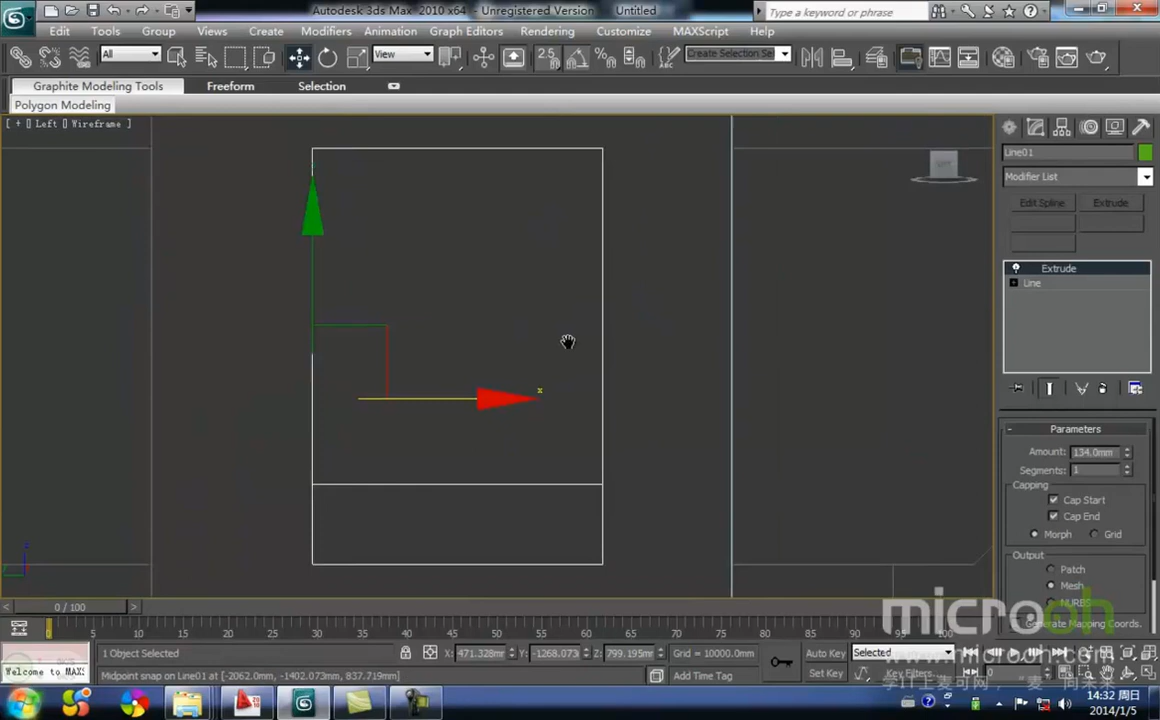 Autodesk 3ds Max 2010 x64 - Unregistered Version Untitled
Type a keyword or phrase
Edit Tools Group Views Create Modifiers Animation Graph Editors Rendering Customize MAXScript Help
All
View
2.5
Create Selection Set
Graphite Modeling Tools Freeform Selection
Polygon Modeling
[ + ] Left [] Wireframe ]
Line01
Modifier List
Edit Spline Extrude
Extrude
Line
x
Parameters
Amount: 134.0mm
Segments: 1
Capping
Cap Start
Cap End
Morph Grid
Output
Patch
Mesh
NURBS
Generate Mapping Coords.
microoh
www.microoh.com
0 / 100
0 5 10 15 20 25 30 35 40 45 50 55 60 65 70 75 80 85 90 95 100
1 Object Selected
X: 471.328mm Y: -1268.073 Z: 799.195mm
Grid = 10000.0mm
Auto Key Selected
Welcome to MAX:
Midpoint snap on Line01 at [-2062.0mm, -1402.073mm, 837.719mm]
Add Time Tag
Set Key
14:32 周日
2014/1/5